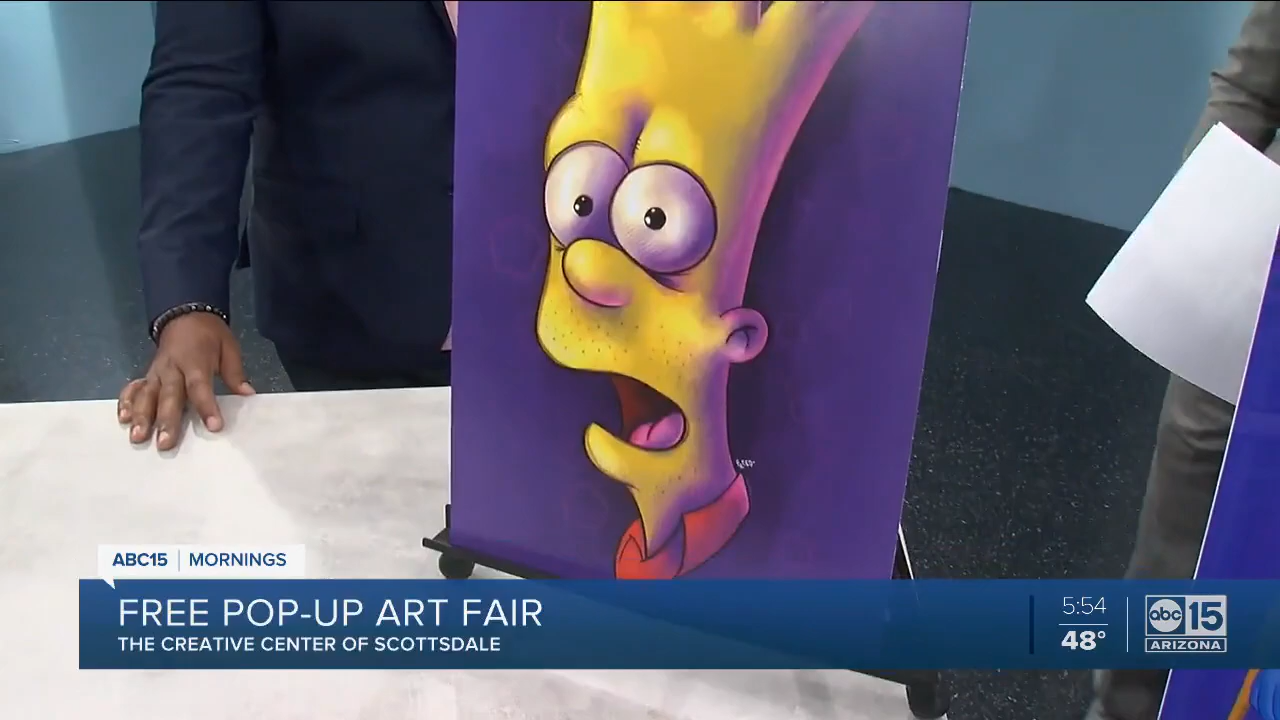 ABC15 | MORNINGS
FREE POP-UP ART FAIR
THE CREATIVE CENTER OF SCOTTSDALE
5:54
48°
abc 15
ARIZONA